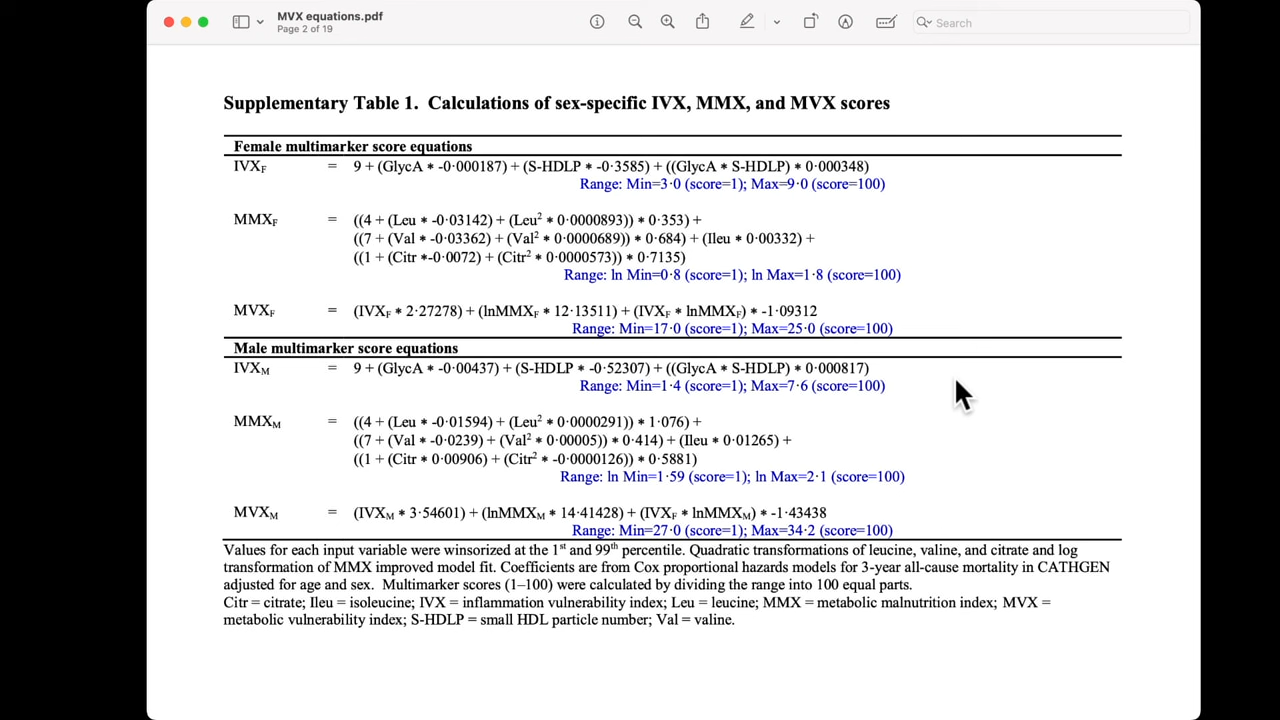 MVX equations.pdf
Page 2 of 19
Search
Supplementary Table 1. Calculations of sex-specific IVX, MMX, and MVX scores
Female multimarker score equations
IVX_F = 9 + (GlycA * -0·000187) + (S-HDLP * -0·3585) + ((GlycA * S-HDLP) * 0·000348)
Range: Min=3·0 (score=1); Max=9·0 (score=100)
MMX_F = ((4 + (Leu * -0·03142) + (Leu² * 0·0000893)) * 0·353) +
((7 + (Val * -0·03362) + (Val² * 0·0000689)) * 0·684) + (Ileu * 0·00332) +
((1 + (Citr *-0·0072) + (Citr² * 0·0000573)) * 0·7135)
Range: ln Min=0·8 (score=1); ln Max=1·8 (score=100)
MVX_F = (IVX_F * 2·27278) + (lnMMX_F * 12·13511) + (IVX_F * lnMMX_F) * -1·09312
Range: Min=17·0 (score=1); Max=25·0 (score=100)
Male multimarker score equations
IVX_M = 9 + (GlycA * -0·00437) + (S-HDLP * -0·52307) + ((GlycA * S-HDLP) * 0·000817)
Range: Min=1·4 (score=1); Max=7·6 (score=100)
MMX_M = ((4 + (Leu * -0·01594) + (Leu² * 0·0000291)) * 1·076) +
((7 + (Val * -0·0239) + (Val² * 0·00005)) * 0·414) + (Ileu * 0·01265) +
((1 + (Citr * 0·00906) + (Citr² * -0·0000126)) * 0·5881)
Range: ln Min=1·59 (score=1); ln Max=2·1 (score=100)
MVX_M = (IVX_M * 3·54601) + (lnMMX_M * 14·41428) + (IVX_F * lnMMX_M) * -1·43438
Range: Min=27·0 (score=1); Max=34·2 (score=100)
Values for each input variable were winsorized at the 1st and 99th percentile. Quadratic transformations of leucine, valine, and citrate and log
transformation of MMX improved model fit. Coefficients are from Cox proportional hazards models for 3-year all-cause mortality in CATHGEN
adjusted for age and sex. Multimarker scores (1–100) were calculated by dividing the range into 100 equal parts.
Citr = citrate; Ileu = isoleucine; IVX = inflammation vulnerability index; Leu = leucine; MMX = metabolic malnutrition index; MVX =
metabolic vulnerability index; S-HDLP = small HDL particle number; Val = valine.